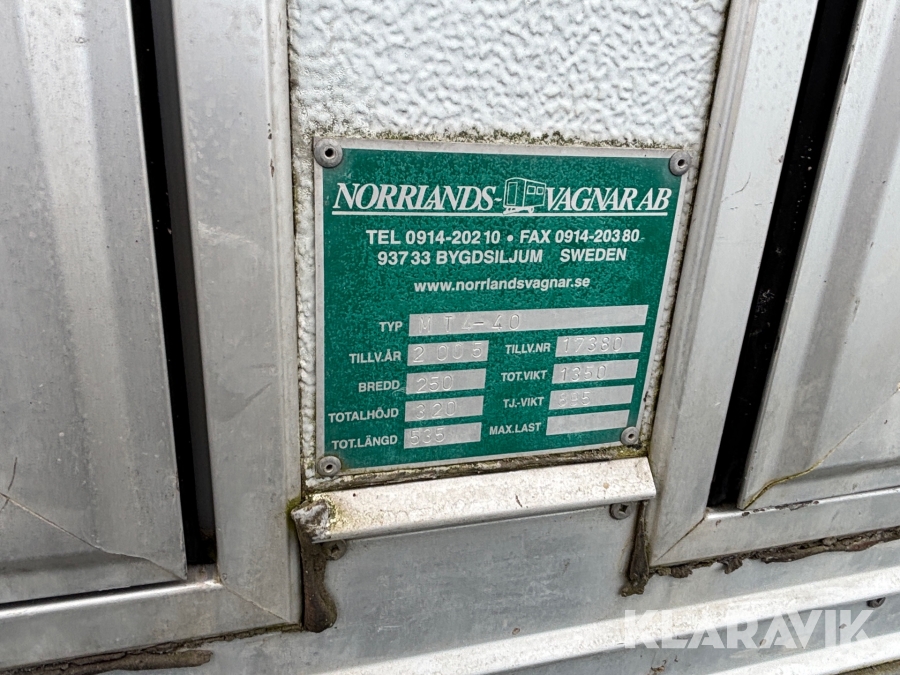 NORRLANDS-VAGNAR AB
TEL 0914-202 10 • FAX 0914-203 80
937 33 BYGDSILJUM SWEDEN
www.norrlandsvagnar.se
TYP MT4-40
TILLV.ÅR 2005 TILLV.NR 17380
BREDD 250 TOT.VIKT 1350
TOTALHÖJD 320 TJ.-VIKT
TOT.LÄNGD 535 MAX.LAST
KLARAVIK